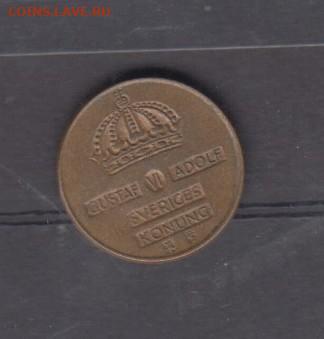 COINS.LAVE.RU
GUSTAF VI ADOLF
SVERIGES
KONUNG